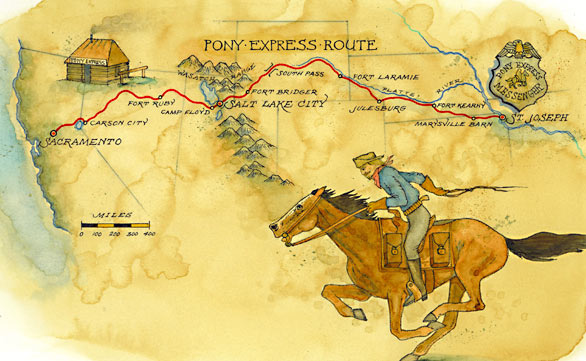 PONY·EXPRESS·ROUTE
PONY EXPRESS
WASATCH
SOUTH PASS
FORT LARAMIE
PONY EXPRESS
MESSENGER
FORT BRIDGER
PLATTE RIVER
FORT RUBY
CAMP FLOYD
SALT LAKE CITY
JULESBURG
FORT KEARNY
CARSON CITY
MARYSVILLE BARN
ST. JOSEPH
SACRAMENTO
MILES
0 100 200 300 400